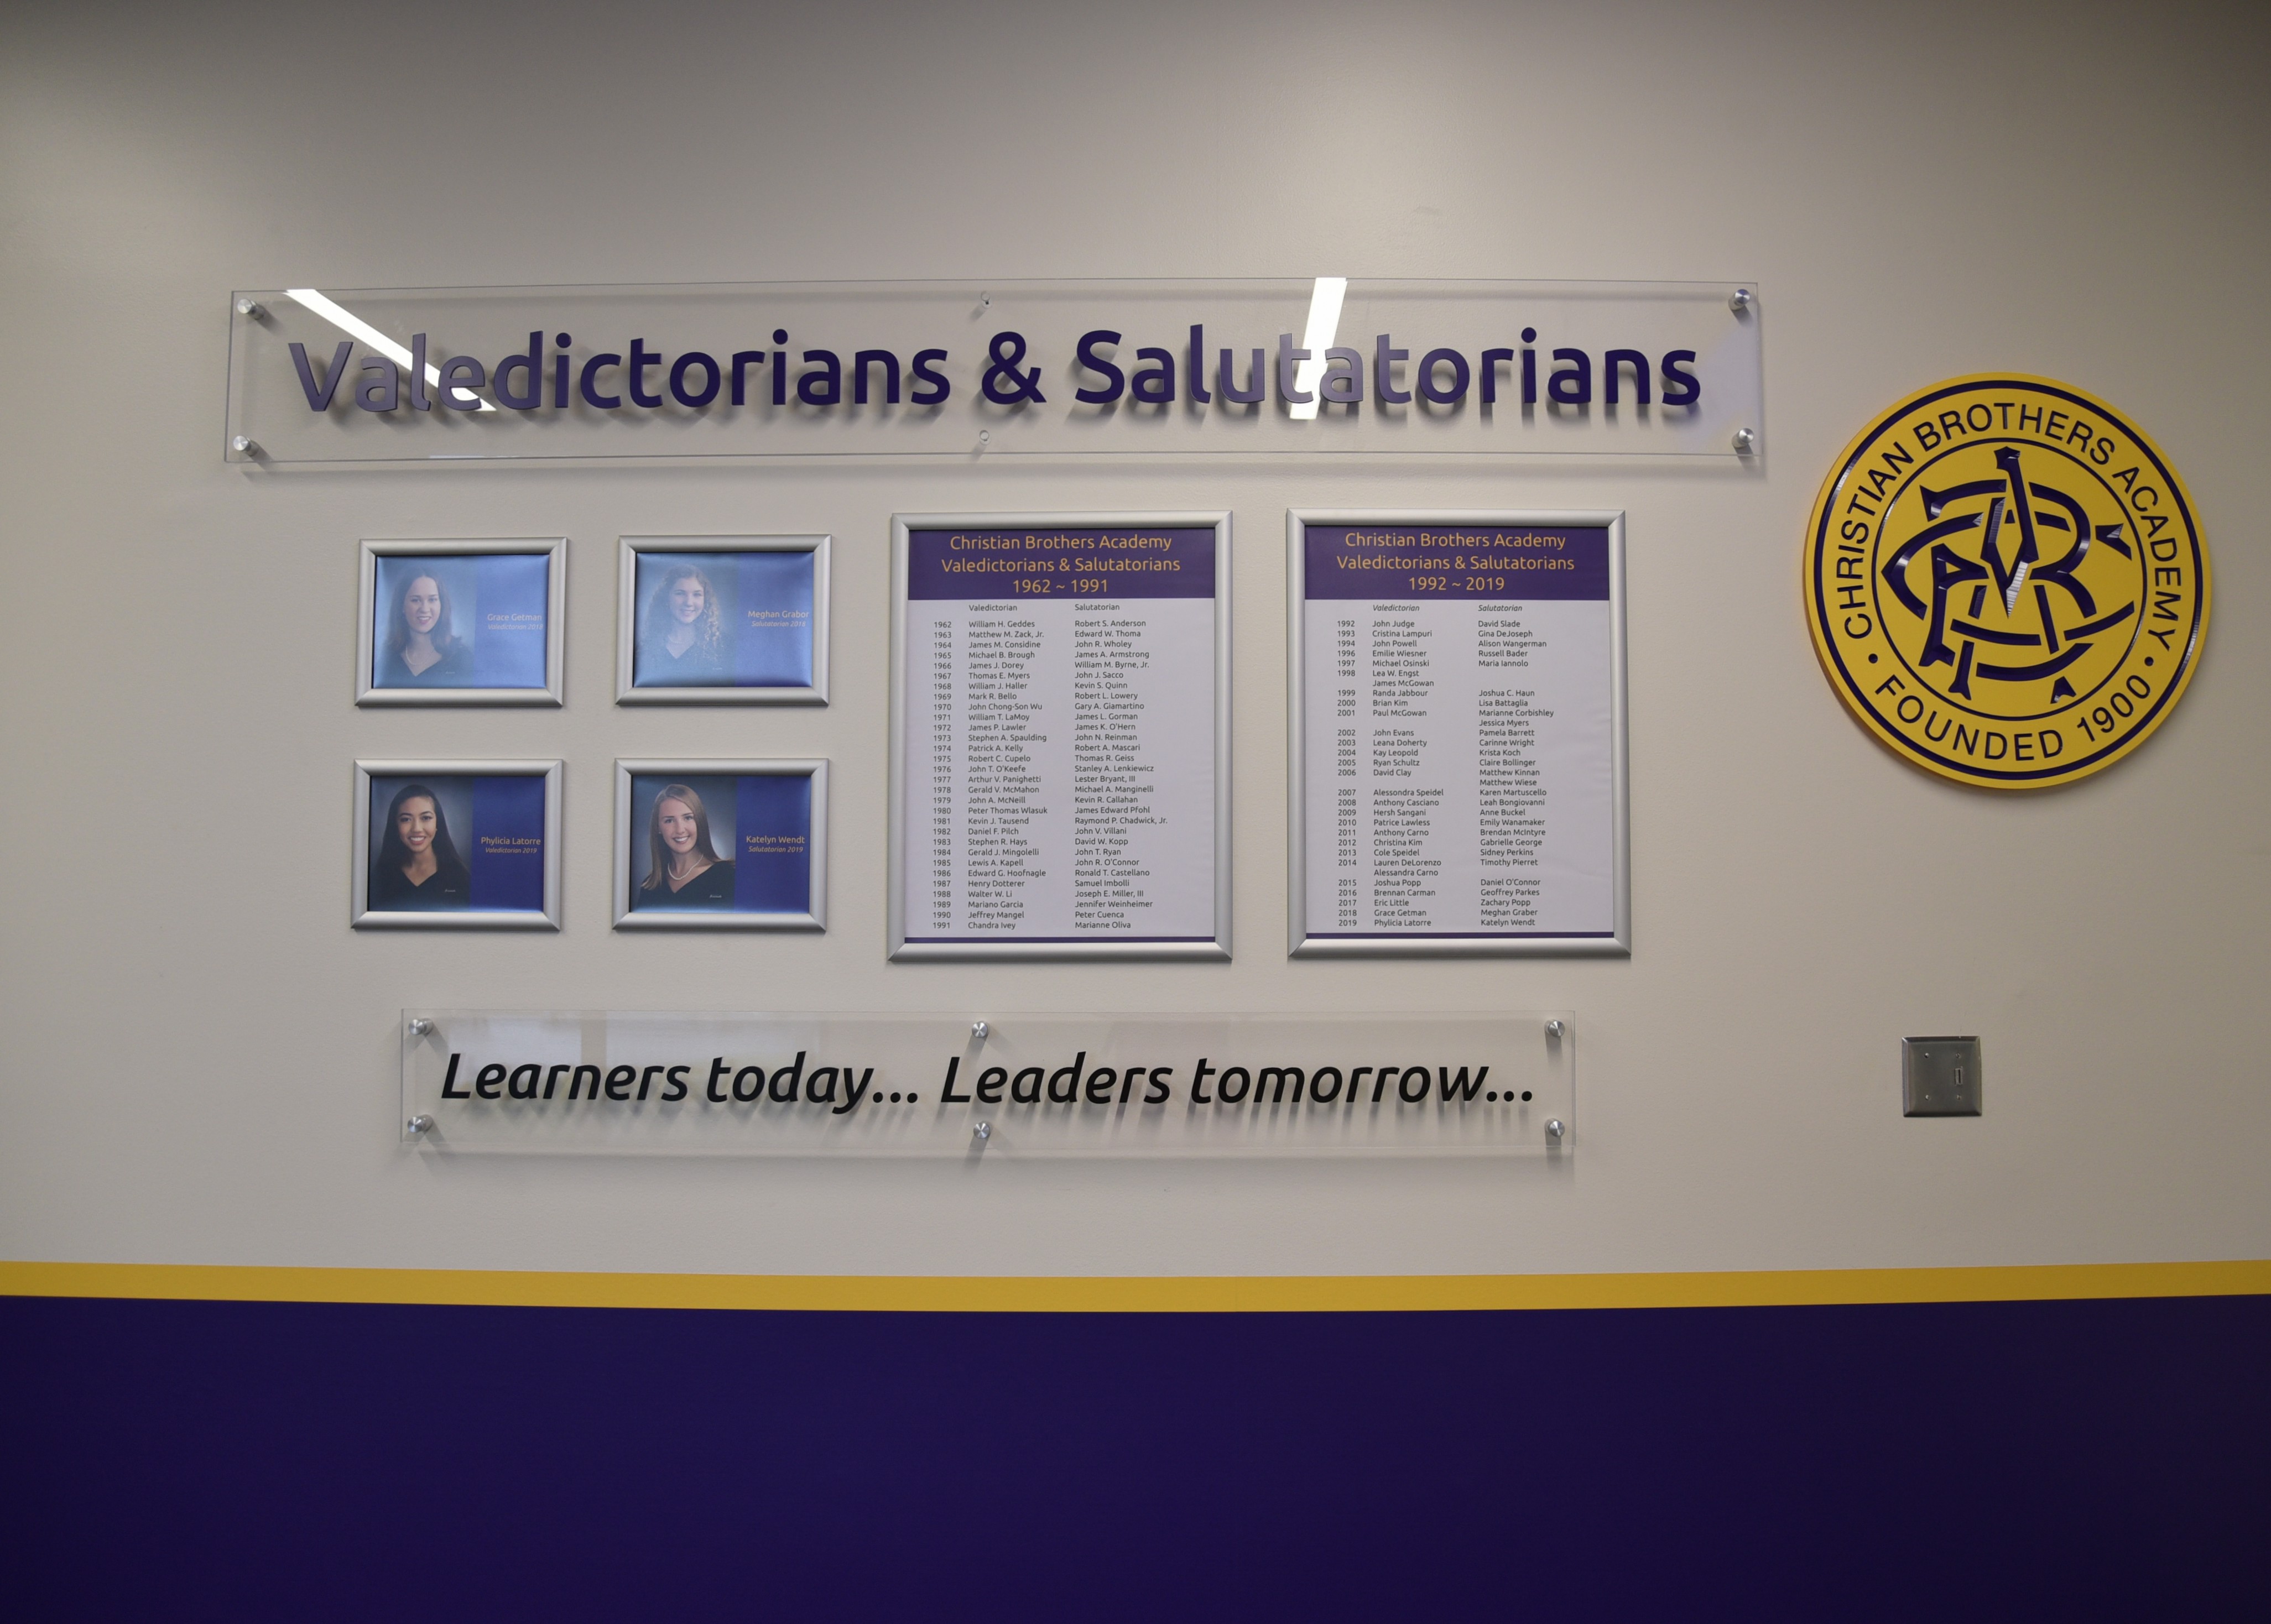 Valedictorians & Salutatorians
Grace Getman
Valedictorian 2018
Meghan Grabor
Salutatorian 2018
Phylicia Latorre
Valedictorian 2019
Katelyn Wendt
Salutatorian 2019
Christian Brothers Academy
Valedictorians & Salutatorians
1962 ~ 1991
Valedictorian Salutatorian
1962 William H. Geddes Robert S. Anderson
1963 Matthew M. Zack, Jr. Edward W. Thoma
1964 James M. Considine John R. Wholey
1965 Michael B. Brough James A. Armstrong
1966 James J. Dorey William M. Byrne, Jr.
1967 Thomas E. Myers John J. Sacco
1968 William J. Haller Kevin S. Quinn
1969 Mark R. Bello Robert L. Lowery
1970 John Chong-Son Wu Gary A. Giamartino
1971 William T. LaMoy James L. Gorman
1972 James P. Lawler James K. O'Hern
1973 Stephen A. Spaulding John N. Reinman
1974 Patrick A. Kelly Robert A. Mascari
1975 Robert C. Cupelo Thomas R. Geiss
1976 John T. O'Keefe Stanley A. Lenkiewicz
1977 Arthur V. Panighetti Lester Bryant, III
1978 Gerald V. McMahon Michael A. Manginelli
1979 John A. McNeill Kevin R. Callahan
1980 Peter Thomas Wlasuk James Edward Pfohl
1981 Kevin J. Tausend Raymond P. Chadwick, Jr.
1982 Daniel F. Pilch John V. Villani
1983 Stephen R. Hays David W. Kopp
1984 Gerald J. Mingolelli John T. Ryan
1985 Lewis A. Kapell John R. O'Connor
1986 Edward G. Hoofnagle Ronald T. Castellano
1987 Henry Dotterer Samuel Imbolli
1988 Walter W. Li Joseph E. Miller, III
1989 Mariano Garcia Jennifer Weinheimer
1990 Jeffrey Mangel Peter Cuenca
1991 Chandra Ivey Marianne Oliva
Christian Brothers Academy
Valedictorians & Salutatorians
1992 ~ 2019
Valedictorian Salutatorian
1992 John Judge David Slade
1993 Cristina Lampuri Gina DeJoseph
1994 John Powell Alison Wangerman
1996 Emilie Wiesner Russell Bader
1997 Michael Osinski Maria Iannolo
1998 Lea W. Engst
James McGowan
1999 Randa Jabbour Joshua C. Haun
2000 Brian Kim Lisa Battaglia
2001 Paul McGowan Marianne Corbishley
Jessica Myers
2002 John Evans Pamela Barrett
2003 Leana Doherty Carinne Wright
2004 Kay Leopold Krista Koch
2005 Ryan Schultz Claire Bollinger
2006 David Clay Matthew Kinnan
Matthew Wiese
2007 Alessondra Speidel Karen Martuscello
2008 Anthony Casciano Leah Bongiovanni
2009 Hersh Sangani Anne Buckel
2010 Patrice Lawless Emily Wanamaker
2011 Anthony Carno Brendan McIntyre
2012 Christina Kim Gabrielle George
2013 Cole Speidel Sidney Perkins
2014 Lauren DeLorenzo Timothy Pierret
Alessandra Carno
2015 Joshua Popp Daniel O'Connor
2016 Brennan Carman Geoffrey Parkes
2017 Eric Little Zachary Popp
2018 Grace Getman Meghan Graber
2019 Phylicia Latorre Katelyn Wendt
CHRISTIAN BROTHERS ACADEMY
• FOUNDED 1900 •
Learners today... Leaders tomorrow...